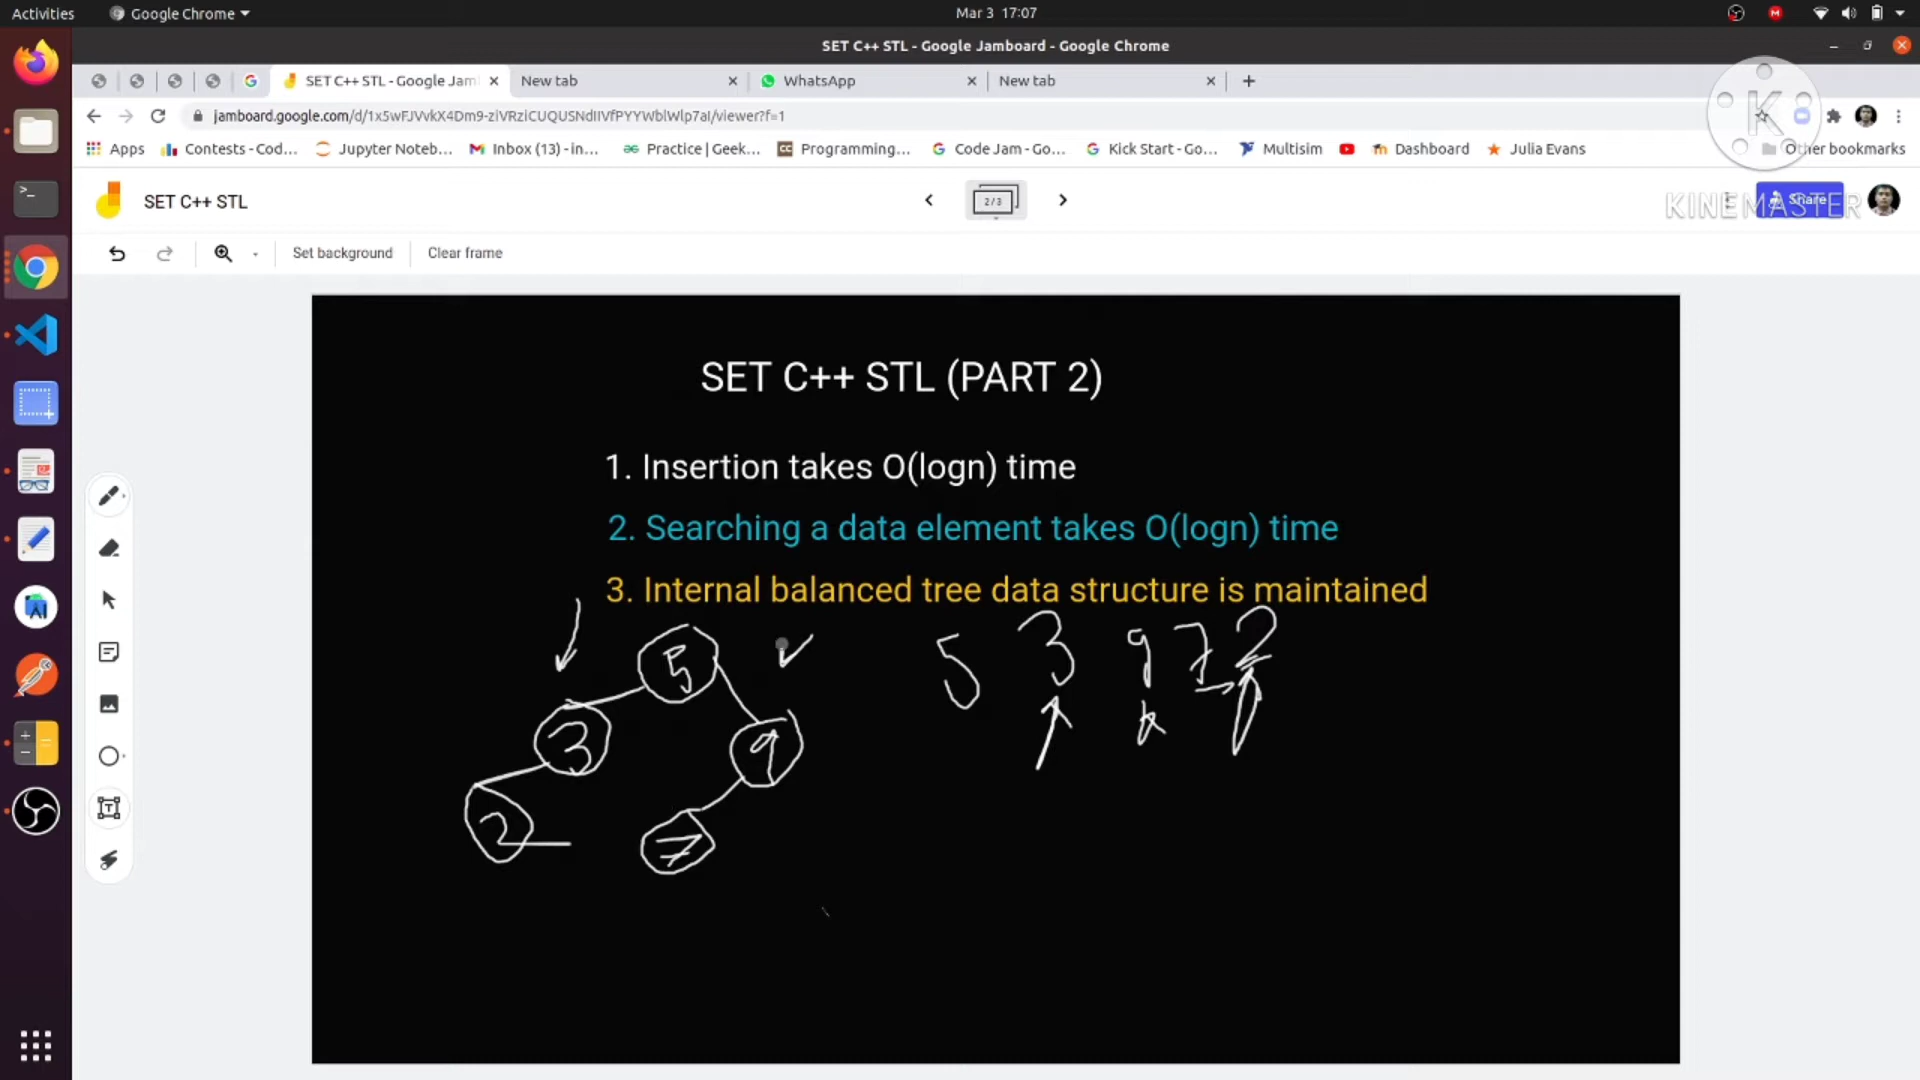 Activities Google Chrome Mar 3 17:07
SET C++ STL - Google Jamboard - Google Chrome
SET C++ STL - Google Jam New tab WhatsApp New tab
jamboard.google.com/d/
/viewer?f=1
Apps Contests - Cod... Jupyter Noteb... Inbox (13) - in... Practice | Geek... Programming... Code Jam - Go... Kick Start - Go... Multisim Dashboard Julia Evans Other bookmarks
K
SET C++ STL 2/3 Share
KINEMASTER
Set background Clear frame
SET C++ STL (PART 2)
1. Insertion takes O(logn) time
2. Searching a data element takes O(logn) time
3. Internal balanced tree data structure is maintained
5 5 3 9 7 2
3 9
2 7